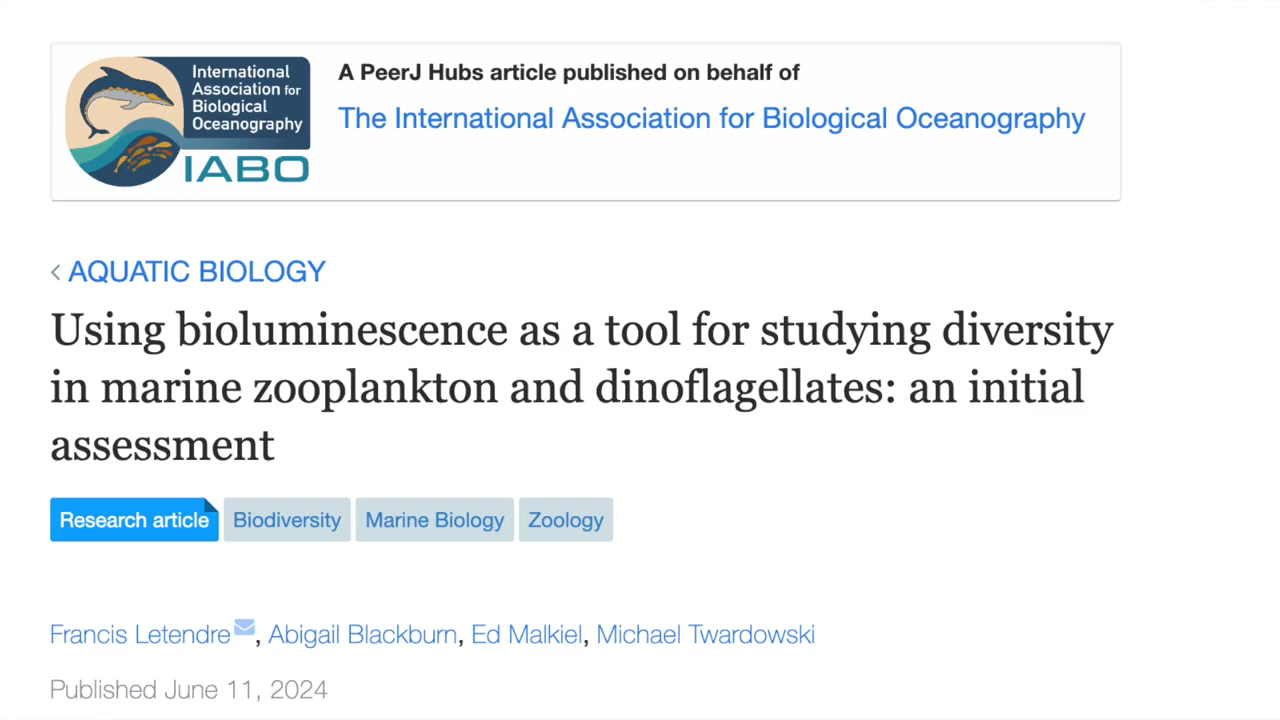 International
Association for
Biological
Oceanography
IABO
A PeerJ Hubs article published on behalf of
The International Association for Biological Oceanography
< AQUATIC BIOLOGY
Using bioluminescence as a tool for studying diversity
in marine zooplankton and dinoflagellates: an initial
assessment
Research article Biodiversity Marine Biology Zoology
Francis Letendre, Abigail Blackburn, Ed Malkiel, Michael Twardowski
Published June 11, 2024